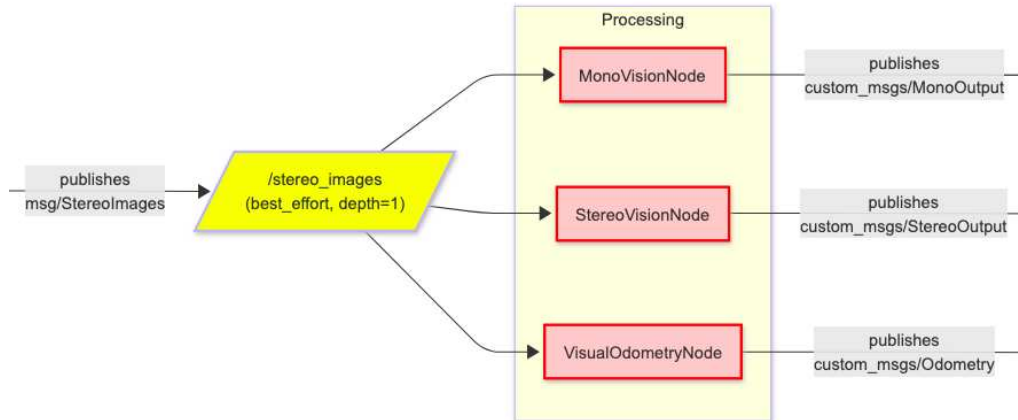 Processing
publishes
msg/StereoImages
/stereo_images
(best_effort, depth=1)
MonoVisionNode
publishes
custom_msgs/MonoOutput
StereoVisionNode
publishes
custom_msgs/StereoOutput
VisualOdometryNode
publishes
custom_msgs/Odometry